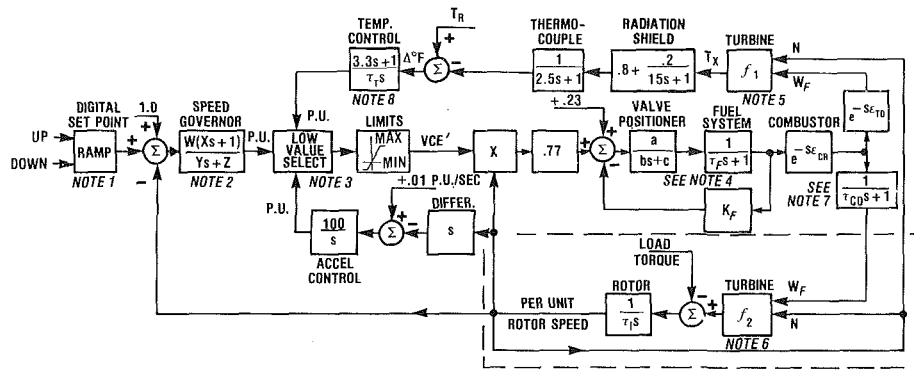 T_R
+
TEMP.
CONTROL
3.3s+1
τ_T s
NOTE 8
Δ°F
Σ
−
THERMO-
COUPLE
1
2.5s+1
RADIATION
SHIELD
.8+ .2
15s+1
T_X
TURBINE
f_1
NOTE 5
N
W_F
e^-sε_TD
DIGITAL
SET POINT
UP
DOWN
RAMP
NOTE 1
1.0
+
+
Σ
−
SPEED
GOVERNOR
W(Xs+1)
Ys+Z
NOTE 2
P.U.
P.U.
LOW
VALUE
SELECT
NOTE 3
LIMITS
MAX
MIN
VCE'
X
.77
+.23
+
+
Σ
−
VALVE
POSITIONER
a
bs+c
FUEL
SYSTEM
1
τ_F s+1
SEE NOTE 4
K_F
COMBUSTOR
e^-sε_CR
SEE
NOTE 7
1
τ_CD s+1
P.U.
100
s
ACCEL
CONTROL
+.01 P.U./SEC
+
Σ
−
DIFFER.
s
LOAD
TORQUE
PER UNIT
ROTOR SPEED
ROTOR
1
τ_I s
Σ
−
+
TURBINE
f_2
NOTE 6
W_F
N